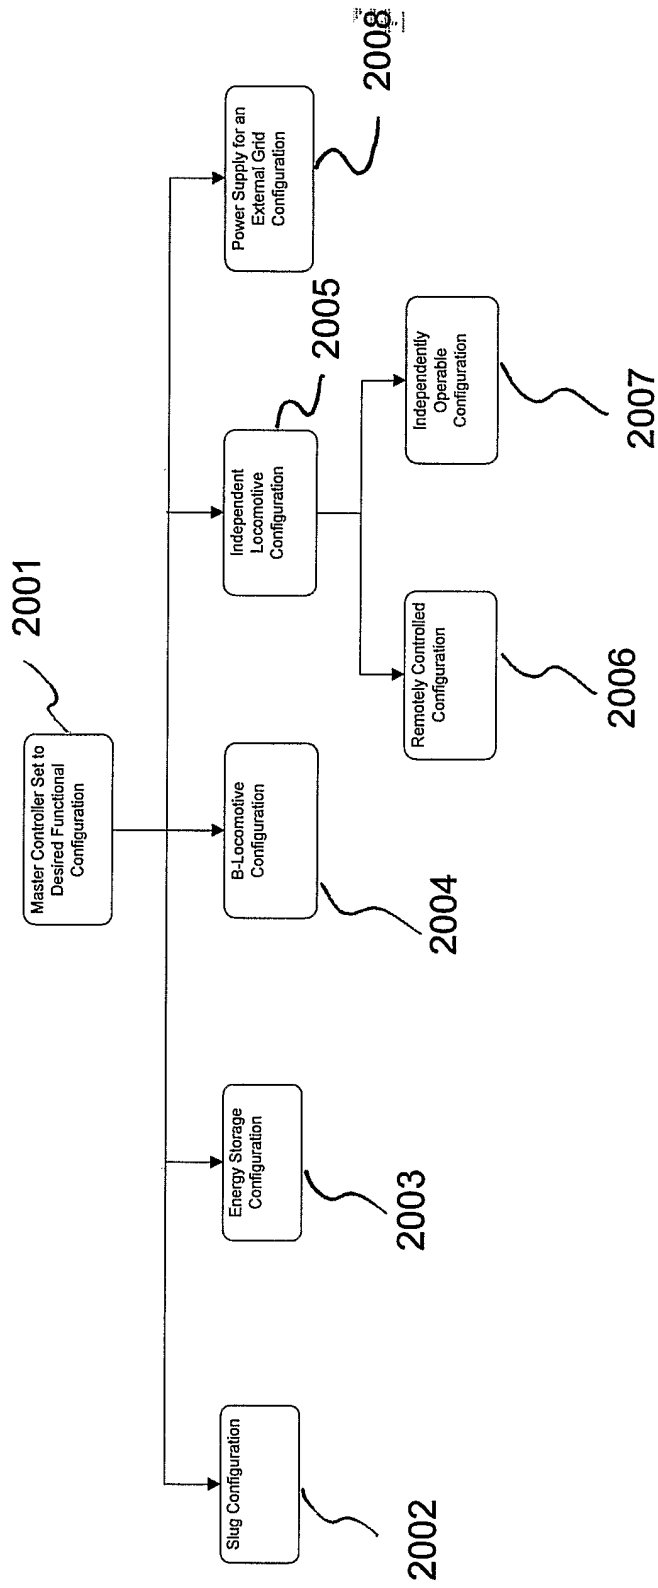 2001
Master Controller Set to
Desired Functional
Configuration
Slug Configuration
2002
Energy Storage
Configuration
2003
B-Locomotive
Configuration
2004
Independent
Locomotive
Configuration
2005
Power Supply for an
External Grid
Configuration
2008
Remotely Controlled
Configuration
2006
Independently
Operable
Configuration
2007